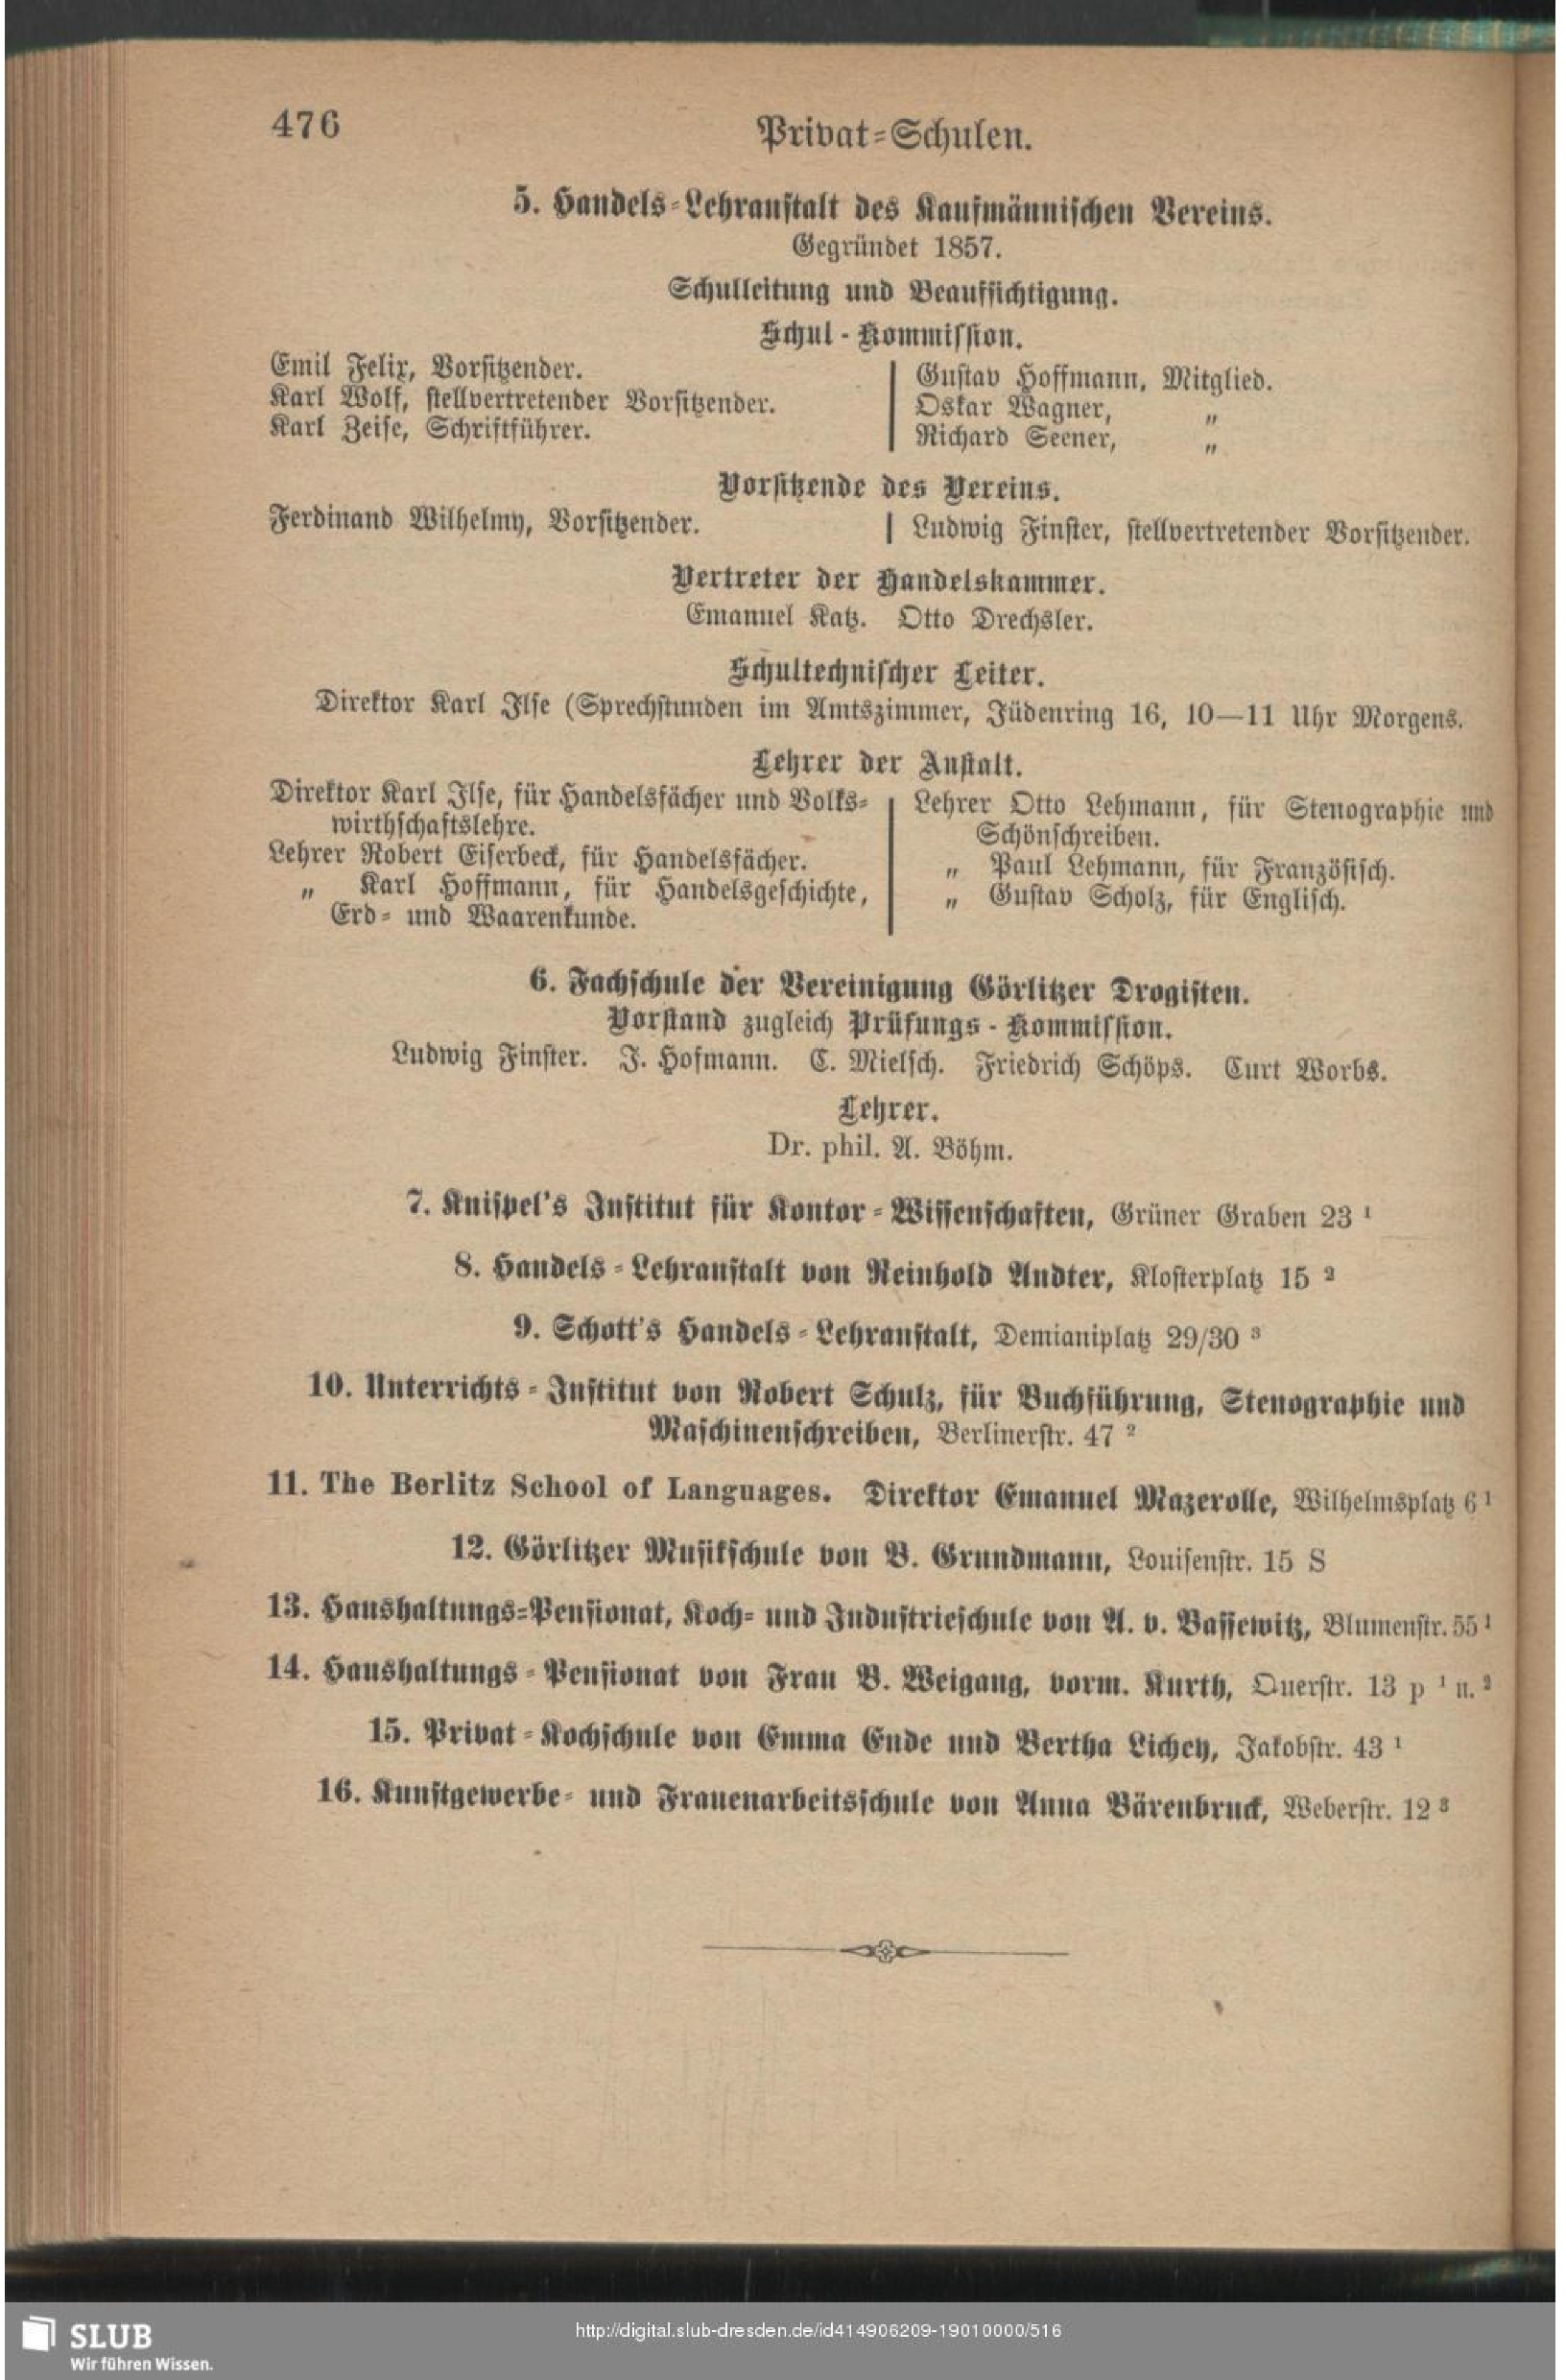 476
Privat-Schulen.
5. Handels-Lehranstalt des Kaufmännischen Vereins.
Gegründet 1857.
Schulleitung und Beaufsichtigung.
Schul-Kommission.
Emil Felix, Vorsitzender.
Karl Wolf, stellvertretender Vorsitzender.
Karl Zeise, Schriftführer.
Gustav Hoffmann, Mitglied.
Oskar Wagner, "
Richard Seener, "
Vorsitzende des Vereins.
Ferdinand Wilhelmy, Vorsitzender.
Ludwig Finster, stellvertretender Vorsitzender.
Vertreter der Handelskammer.
Emanuel Katz. Otto Drechsler.
Schultechnischer Leiter.
Direktor Karl Ilse (Sprechstunden im Amtszimmer, Jüdenring 16, 10—11 Uhr Morgens.
Lehrer der Anstalt.
Direktor Karl Ilse, für Handelsfächer und Volks-
wirthschaftslehre.
Lehrer Robert Eiserbeck, für Handelsfächer.
" Karl Hoffmann, für Handelsgeschichte,
Erd- und Waarenkunde.
Lehrer Otto Lehmann, für Stenographie und
Schönschreiben.
" Paul Lehmann, für Französisch.
" Gustav Scholz, für Englisch.
6. Fachschule der Vereinigung Görlitzer Drogisten.
Vorstand zugleich Prüfungs-Kommission.
Ludwig Finster. J. Hofmann. C. Mielsch. Friedrich Schöps. Curt Worbs.
Lehrer.
Dr. phil. A. Böhm.
7. Knispel's Institut für Kontor-Wissenschaften, Grüner Graben 23 ¹
8. Handels-Lehranstalt von Reinhold Andter, Klosterplatz 15 ²
9. Schott's Handels-Lehranstalt, Demianiplatz 29/30 ³
10. Unterrichts-Institut von Robert Schulz, für Buchführung, Stenographie und
Maschinenschreiben, Berlinerstr. 47 ²
11. The Berlitz School of Languages. Direktor Emanuel Mazerolle, Wilhelmsplatz 6 ¹
12. Görlitzer Musikschule von B. Grundmann, Louisenstr. 15 S
13. Haushaltungs-Pensionat, Koch- und Industrieschule von A. v. Bassewitz, Blumenstr. 55 ¹
14. Haushaltungs-Pensionat von Frau B. Weigang, vorm. Kurth, Querstr. 13 p ¹ u. ²
15. Privat-Kochschule von Emma Ende und Bertha Lichey, Jakobstr. 43 ¹
16. Kunstgewerbe- und Frauenarbeitsschule von Anna Bärenbruck, Weberstr. 12 ³
SLUB
Wir führen Wissen.
http://digital.slub-dresden.de/id414906209-19010000/516